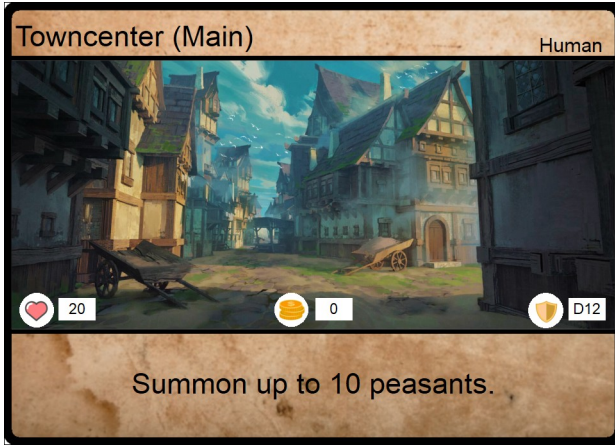 Towncenter (Main)
Human
20
0
D12
Summon up to 10 peasants.